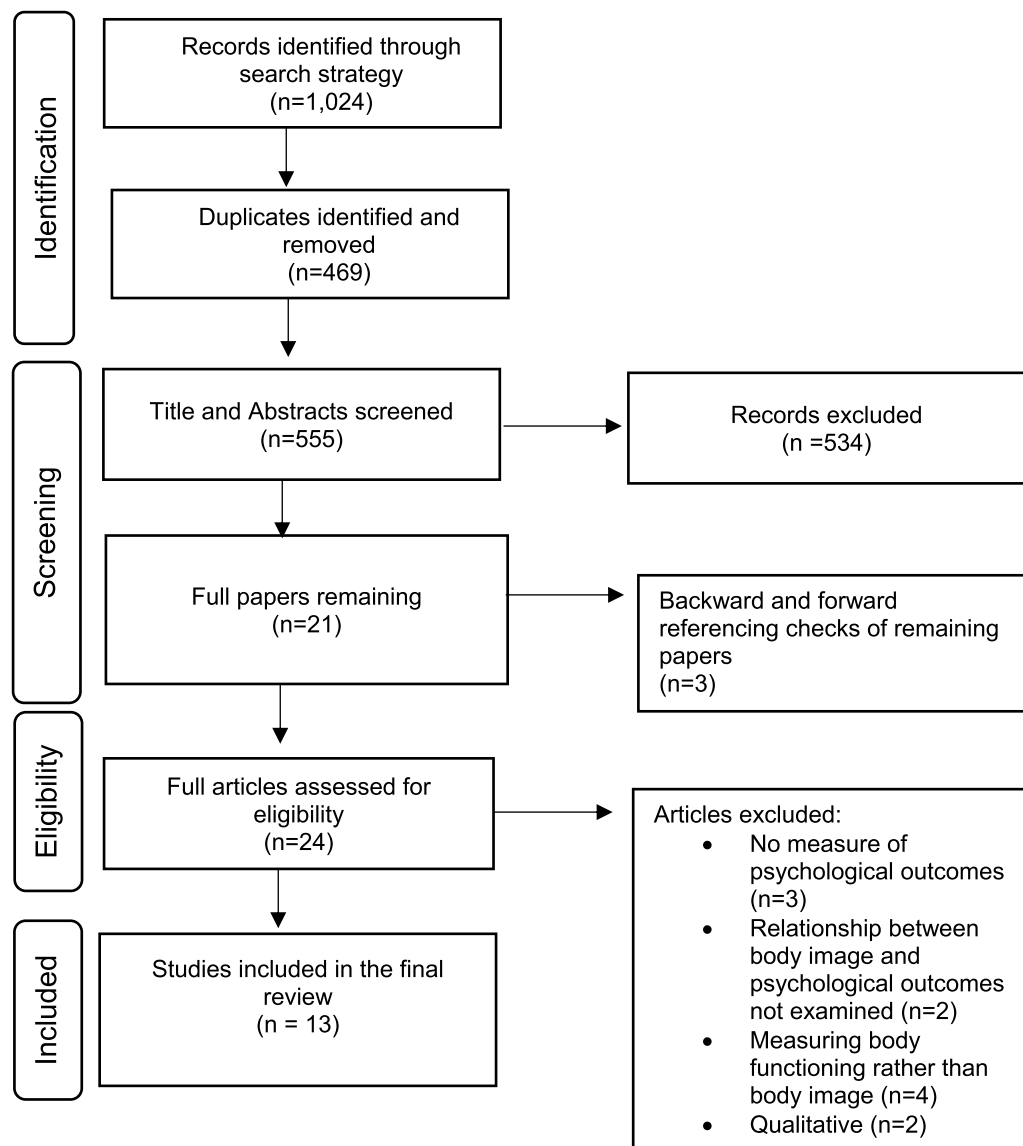 Identification
Records identified through
search strategy
(n=1,024)
Duplicates identified and
removed
(n=469)
Screening
Title and Abstracts screened
(n=555)
Records excluded
(n =534)
Full papers remaining
(n=21)
Backward and forward
referencing checks of remaining
papers
(n=3)
Eligibility
Full articles assessed for
eligibility
(n=24)
Articles excluded:
• No measure of
psychological outcomes
(n=3)
• Relationship between
body image and
psychological outcomes
not examined (n=2)
• Measuring body
functioning rather than
body image (n=4)
• Qualitative (n=2)
Included
Studies included in the final
review
(n = 13)